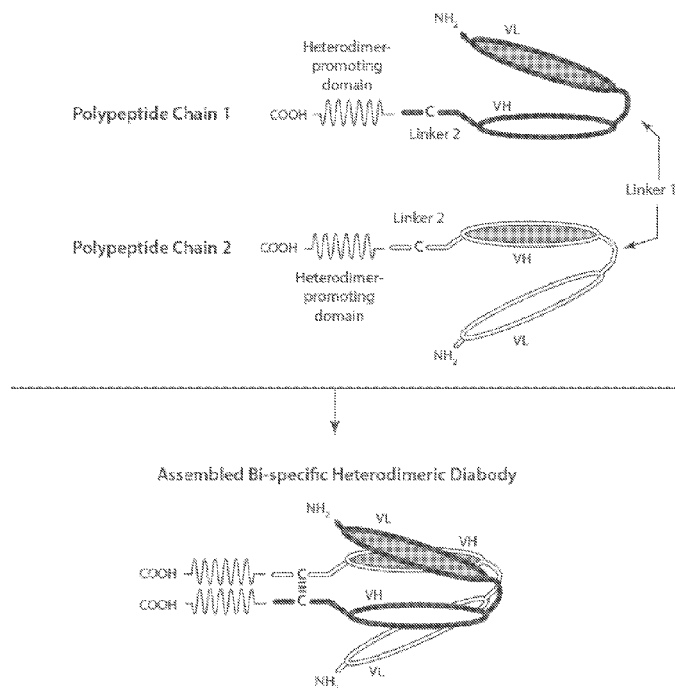 NH2
VL
Heterodimer-
promoting
domain
Polypeptide Chain 1
COOH
C
VH
Linker 2
Linker 1
Linker 2
Polypeptide Chain 2
COOH
C
VH
Heterodimer-
promoting
domain
VL
NH2
Assembled Bi-specific Heterodimeric Diabody
NH2
VL
VH
COOH
C
COOH
C
VH
VL
NH2